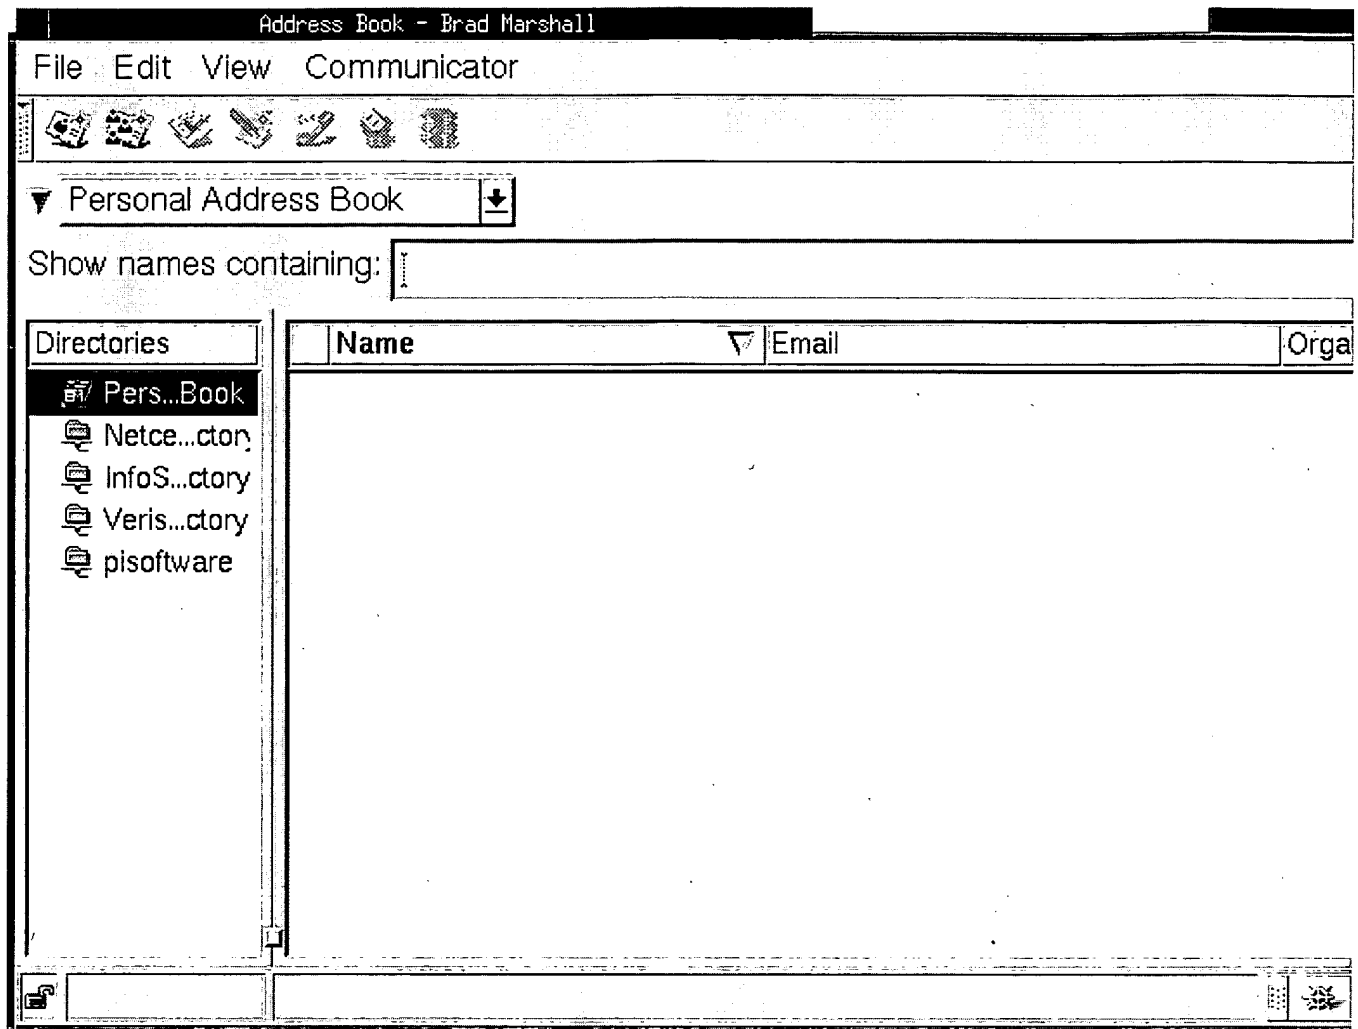 Address Book - Brad Marshall
File Edit View Communicator
Personal Address Book
Show names containing:
Directories Name Email Orga
Pers...Book
Netce...ctory
InfoS...ctory
Veris...ctory
pisoftware